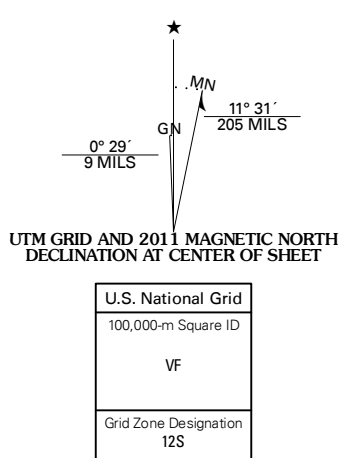 ★
MN
11° 31´
205 MILS
GN
0° 29´
9 MILS
UTM GRID AND 2011 MAGNETIC NORTH
DECLINATION AT CENTER OF SHEET
U.S. National Grid
100,000-m Square ID
VF
Grid Zone Designation
12S